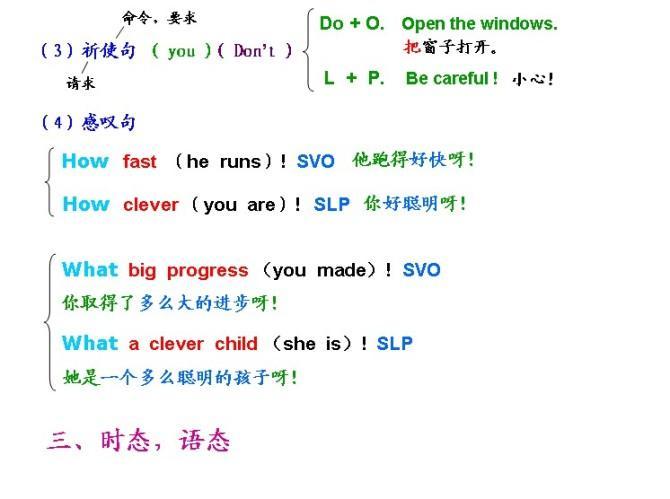 命令，要求
（3）祈使句 （ you ）（ Don't ）
请求
Do + O. Open the windows.
把窗子打开。
L + P. Be careful ! 小心！
（4）感叹句
How fast （he runs）! SVO 他跑得好快呀！
How clever （you are）! SLP 你好聪明呀！
What big progress （you made）! SVO
你取得了多么大的进步呀！
What a clever child （she is）! SLP
她是一个多么聪明的孩子呀！
三、时态，语态